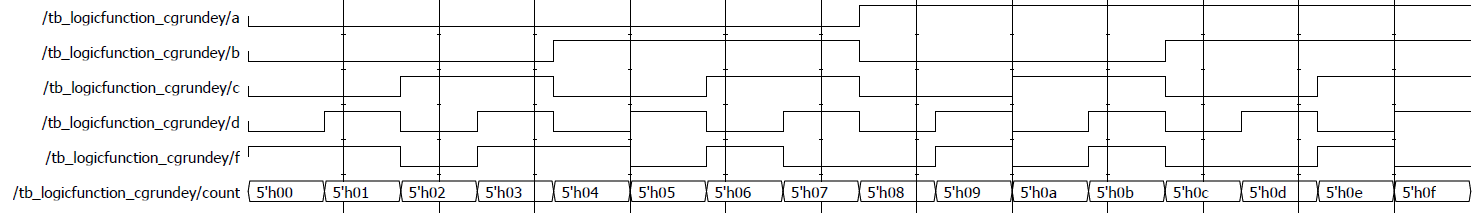 /tb_logicfunction_cgrundey/a
/tb_logicfunction_cgrundey/b
/tb_logicfunction_cgrundey/c
/tb_logicfunction_cgrundey/d
/tb_logicfunction_cgrundey/f
/tb_logicfunction_cgrundey/count 5'h00 5'h01 5'h02 5'h03 5'h04 5'h05 5'h06 5'h07 5'h08 5'h09 5'h0a 5'h0b 5'h0c 5'h0d 5'h0e 5'h0f